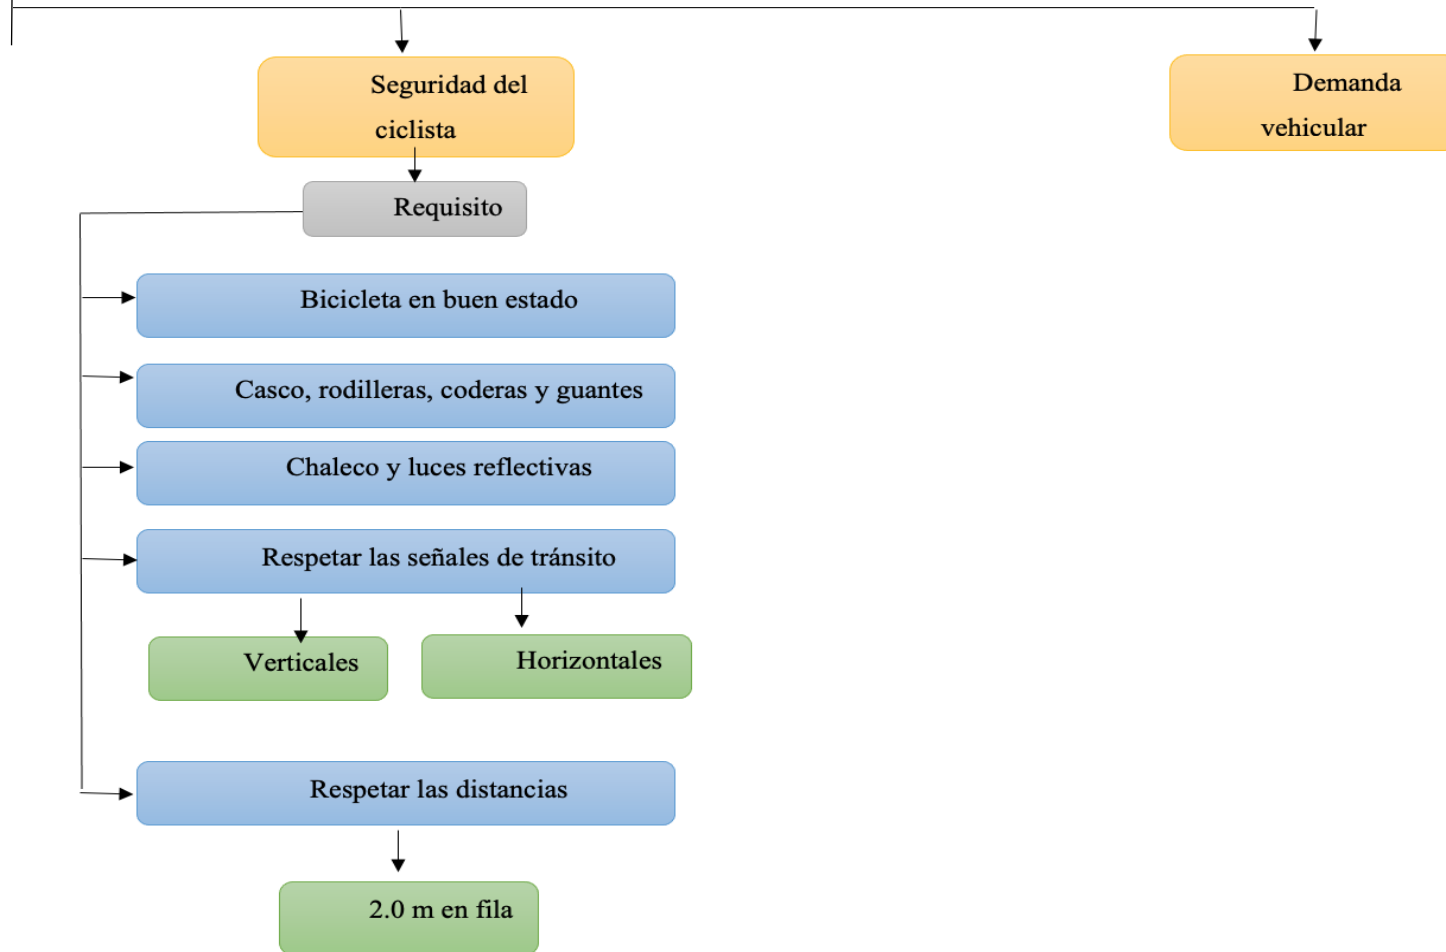 Seguridad del
ciclista
Demanda
vehicular
Requisito
Bicicleta en buen estado
Casco, rodilleras, coderas y guantes
Chaleco y luces reflectivas
Respetar las señales de tránsito
Verticales
Horizontales
Respetar las distancias
2.0 m en fila